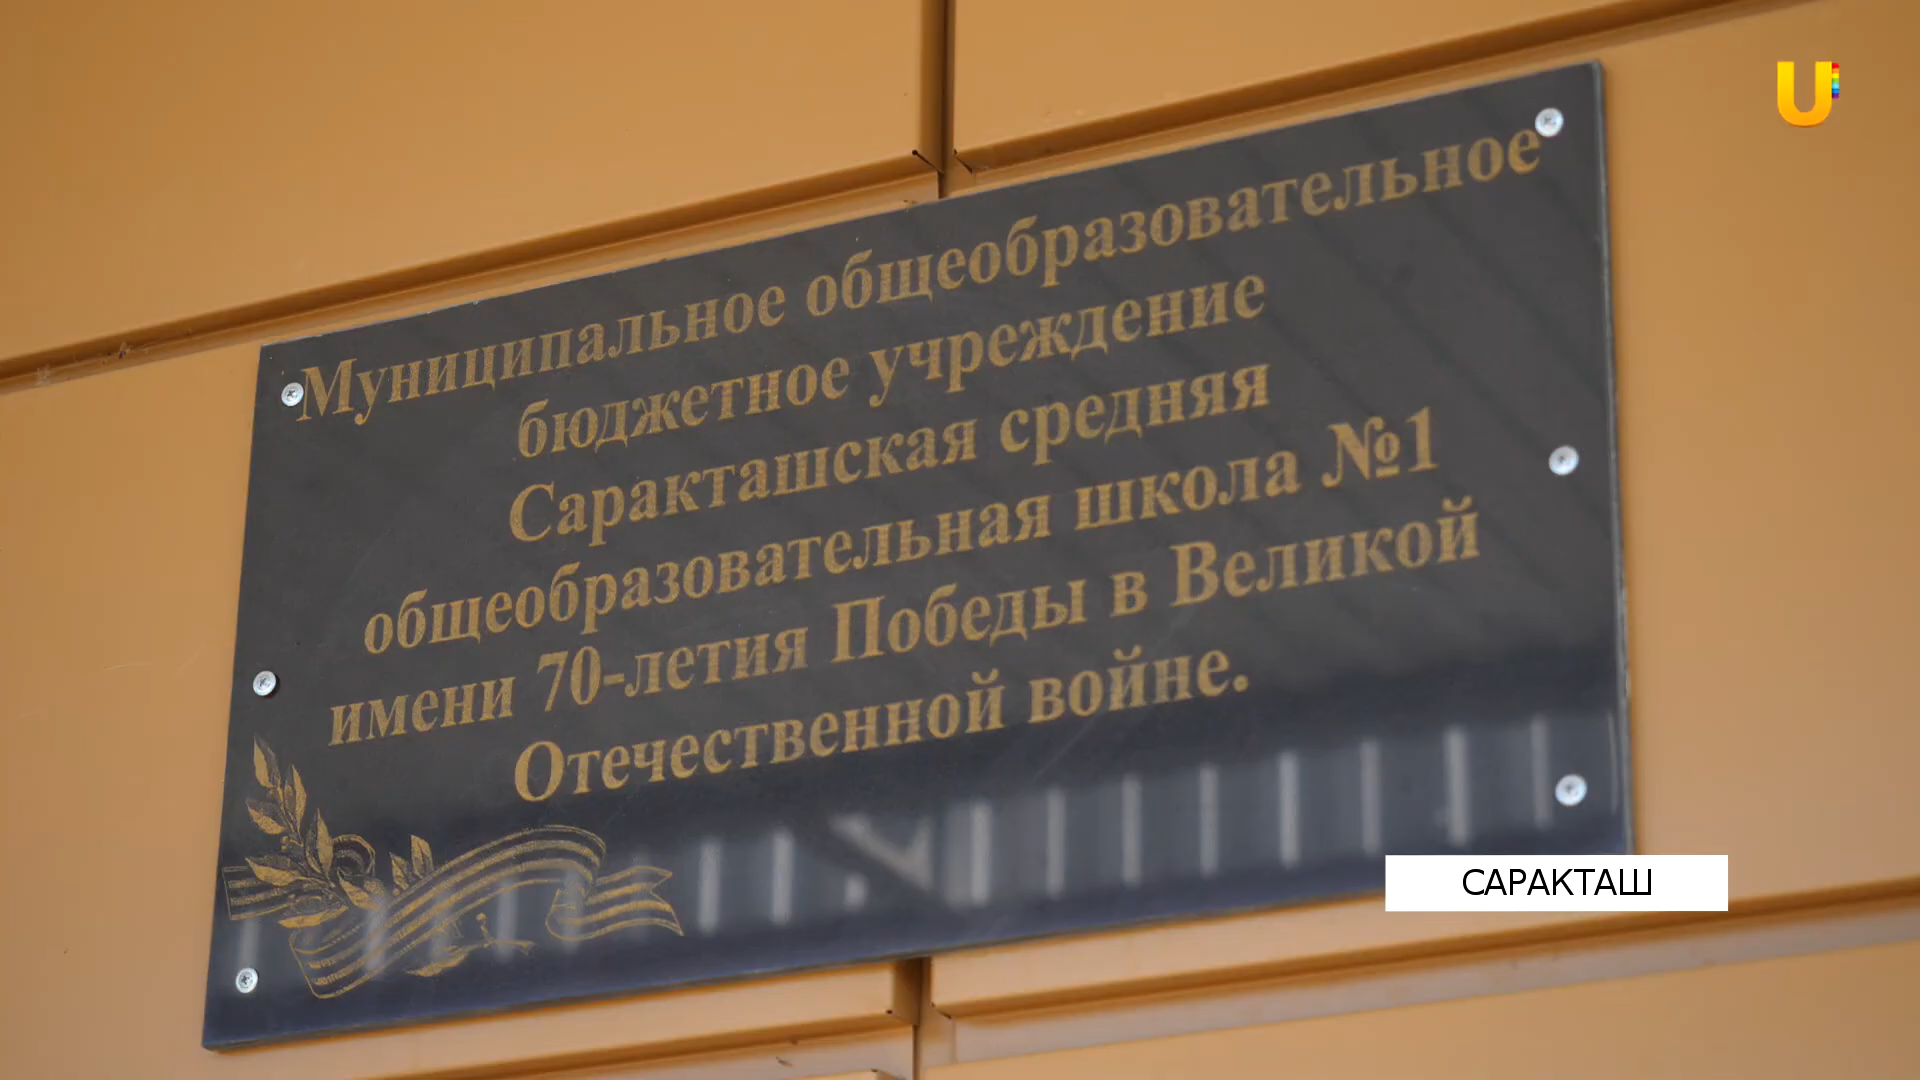 U
Муниципальное общеобразовательное
бюджетное учреждение
Саракташская средняя
общеобразовательная школа №1
имени 70-летия Победы в Великой
Отечественной войне.
САРАКТАШ